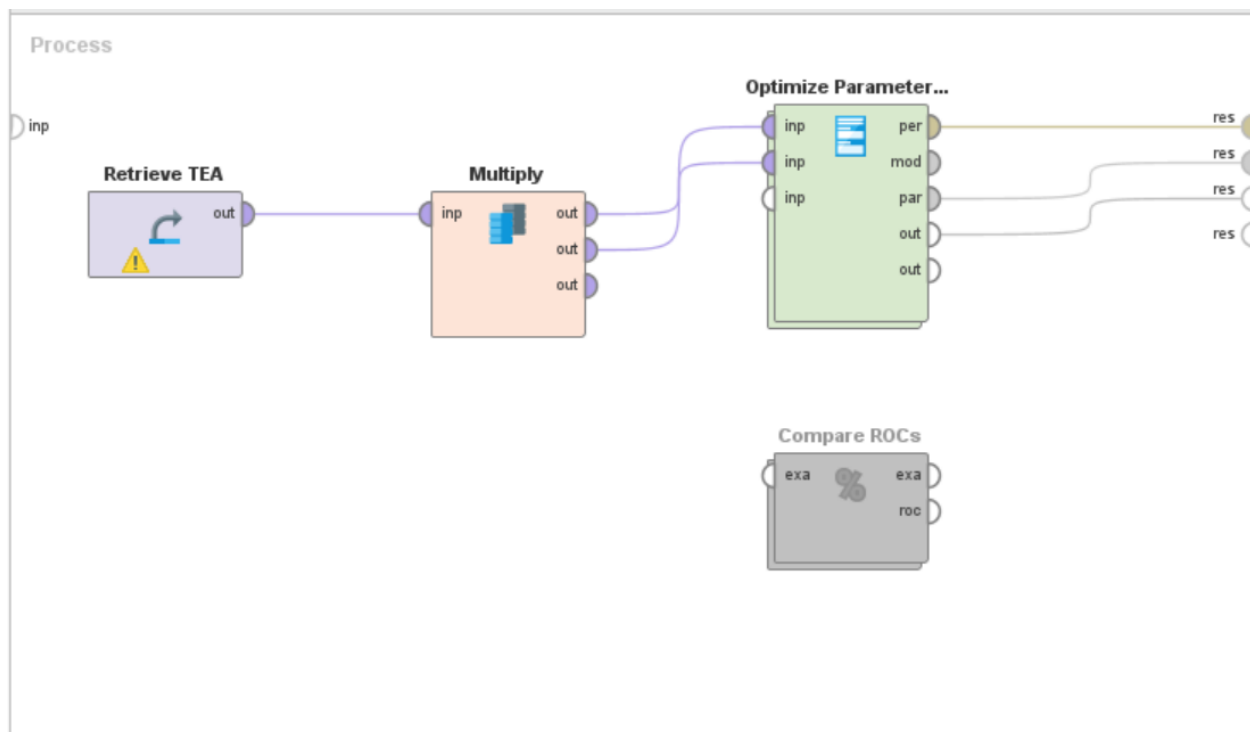 Process
inp
Retrieve TEA
out
Multiply
inp
out
out
out
Optimize Parameter...
inp
inp
inp
per
mod
par
out
out
res
res
res
res
Compare ROCs
exa
%
exa
roc